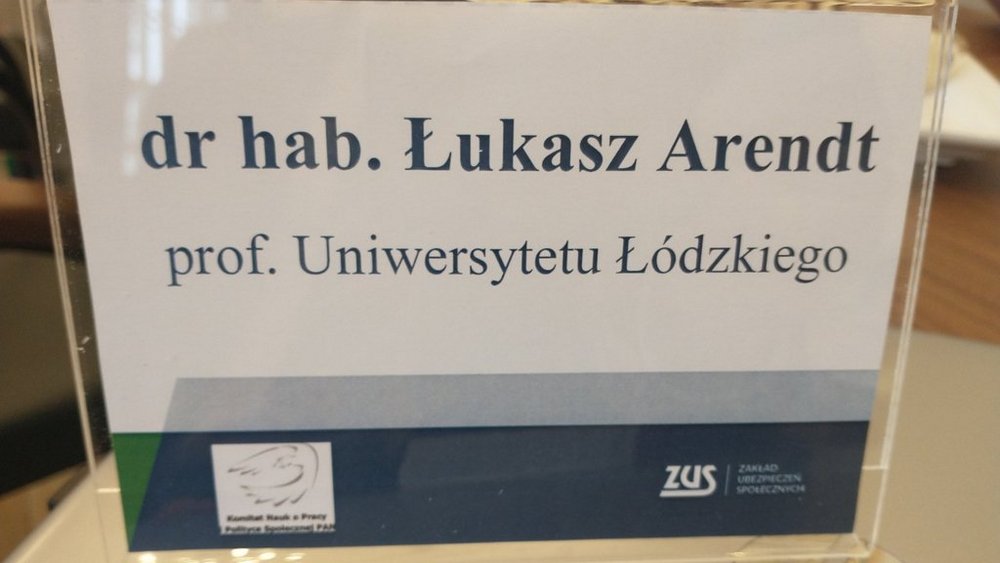 dr hab. Łukasz Arendt
prof. Uniwersytetu Łódzkiego
Komitet Nauk o Pracy
i Polityce Społecznej PAN
ZUS
ZAKŁAD
UBEZPIECZEŃ
SPOŁECZNYCH